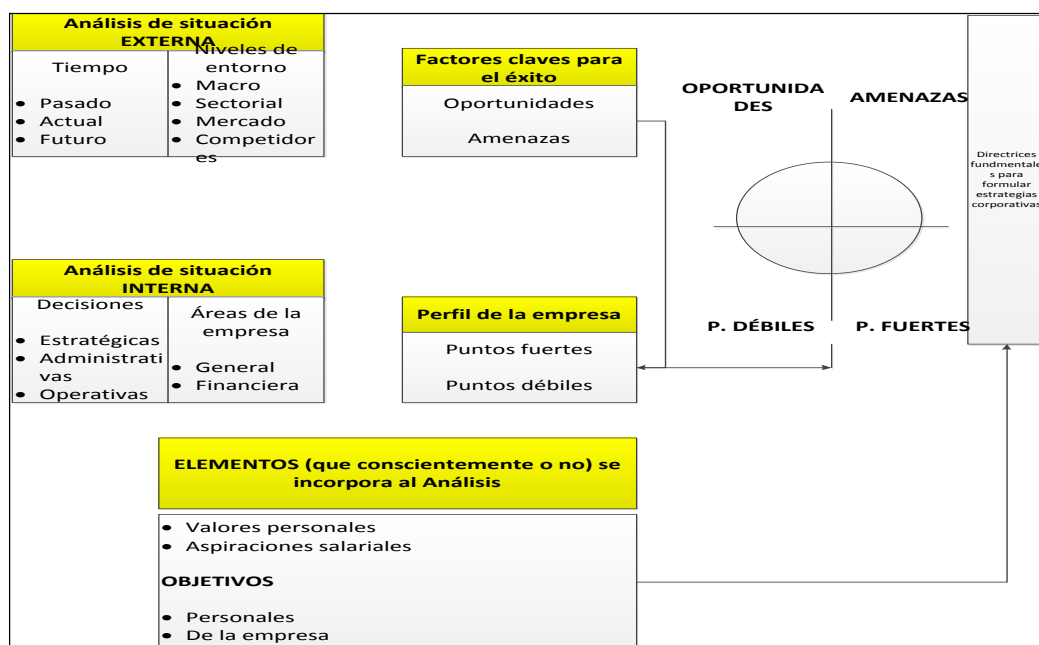 Análisis de situación
EXTERNA
Tiempo
• Pasado
• Actual
• Futuro
Niveles de
entorno
• Macro
• Sectorial
• Mercado
• Competidor
es
Factores claves para
el éxito
Oportunidades
Amenazas
OPORTUNIDA
DES
AMENAZAS
Directrices
fundmentale
s para
formular
estrategias
corporativas
Análisis de situación
INTERNA
Decisiones
• Estratégicas
• Administrati
vas
• Operativas
Áreas de la
empresa
• General
• Financiera
Perfil de la empresa
Puntos fuertes
Puntos débiles
P. DÉBILES
P. FUERTES
ELEMENTOS (que conscientemente o no) se
incorpora al Análisis
• Valores personales
• Aspiraciones salariales
OBJETIVOS
• Personales
• De la empresa